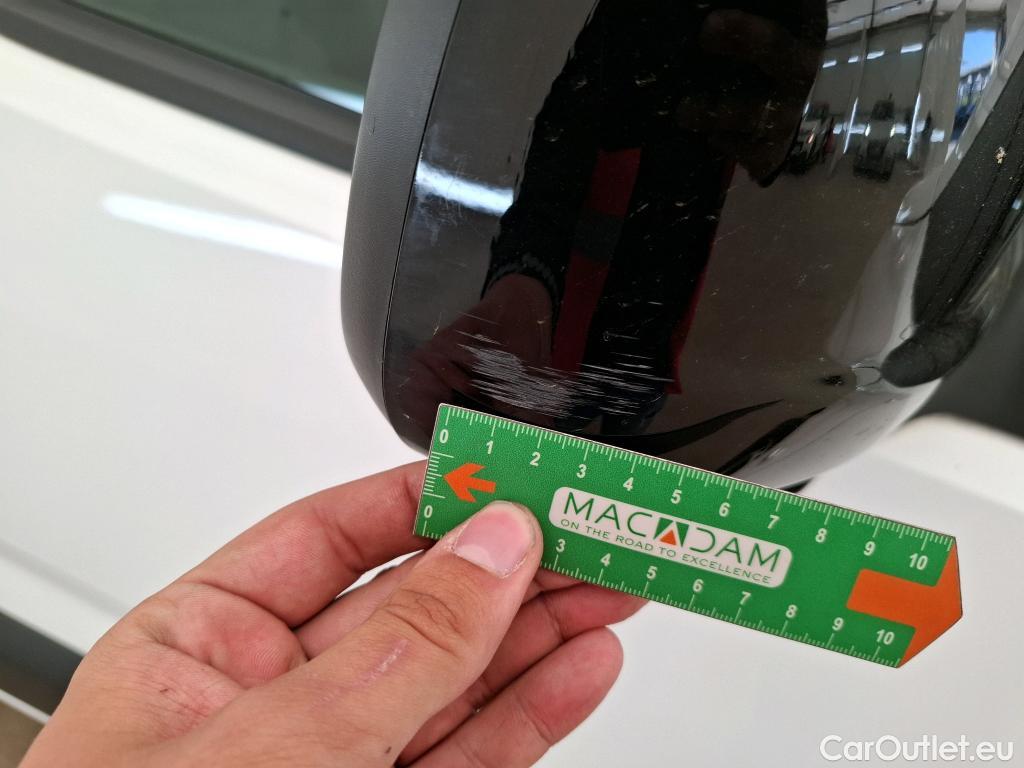 0 1 2 3 4 5 6 7 8 9 10
MACADAM
ON THE ROAD TO EXCELLENCE
0 3 4 5 6 7 8 9 10
CarOutlet.eu